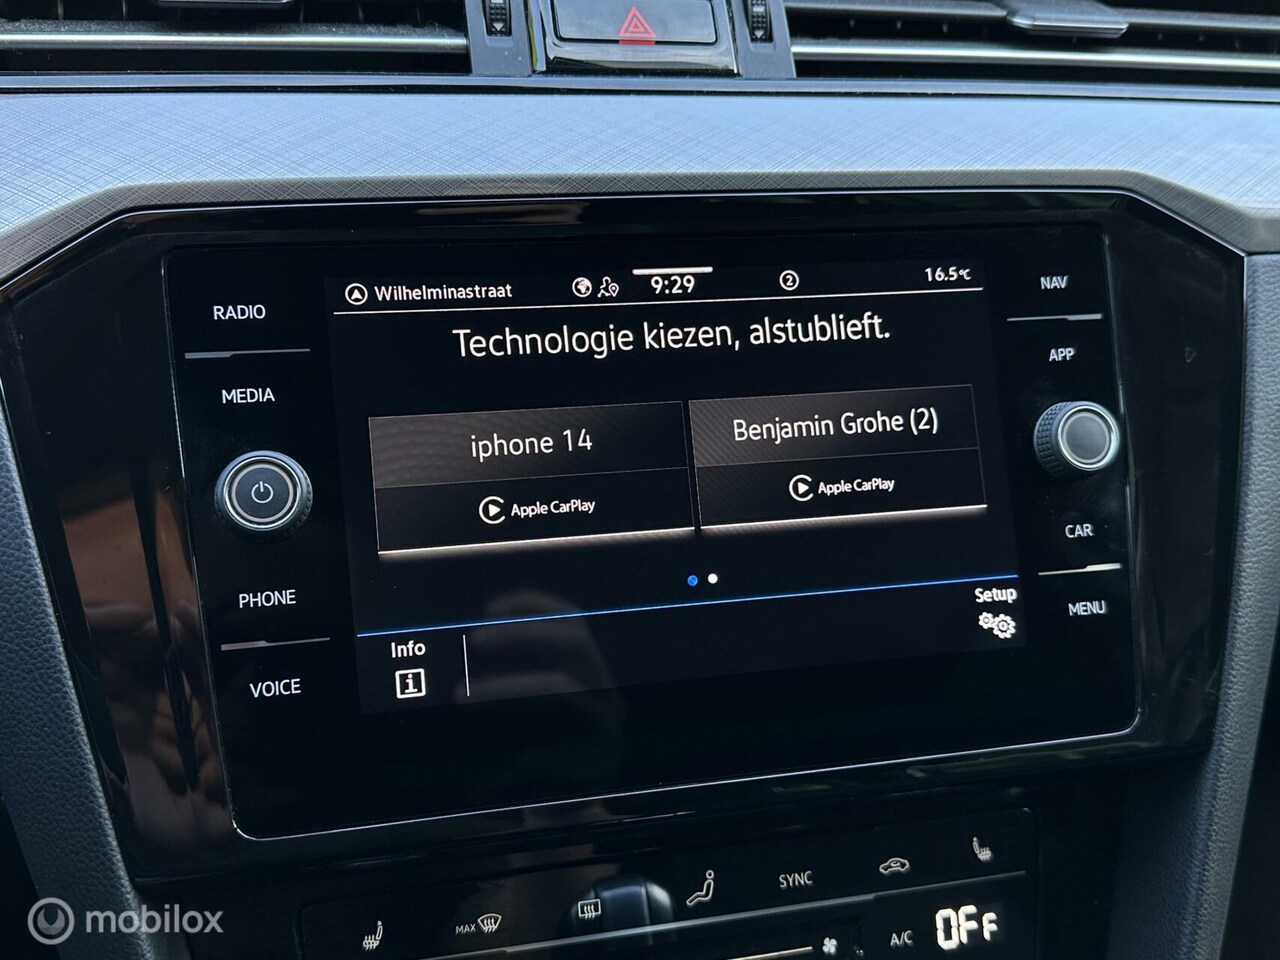 Wilhelminastraat
9:29
2
16.5°C
Technologie kiezen, alstublieft.
iphone 14
Apple CarPlay
Benjamin Grohe (2)
Apple CarPlay
Info
i
Setup
RADIO
MEDIA
PHONE
VOICE
NAV
APP
CAR
MENU
MAX
SYNC
A/C
OFF
mobilox